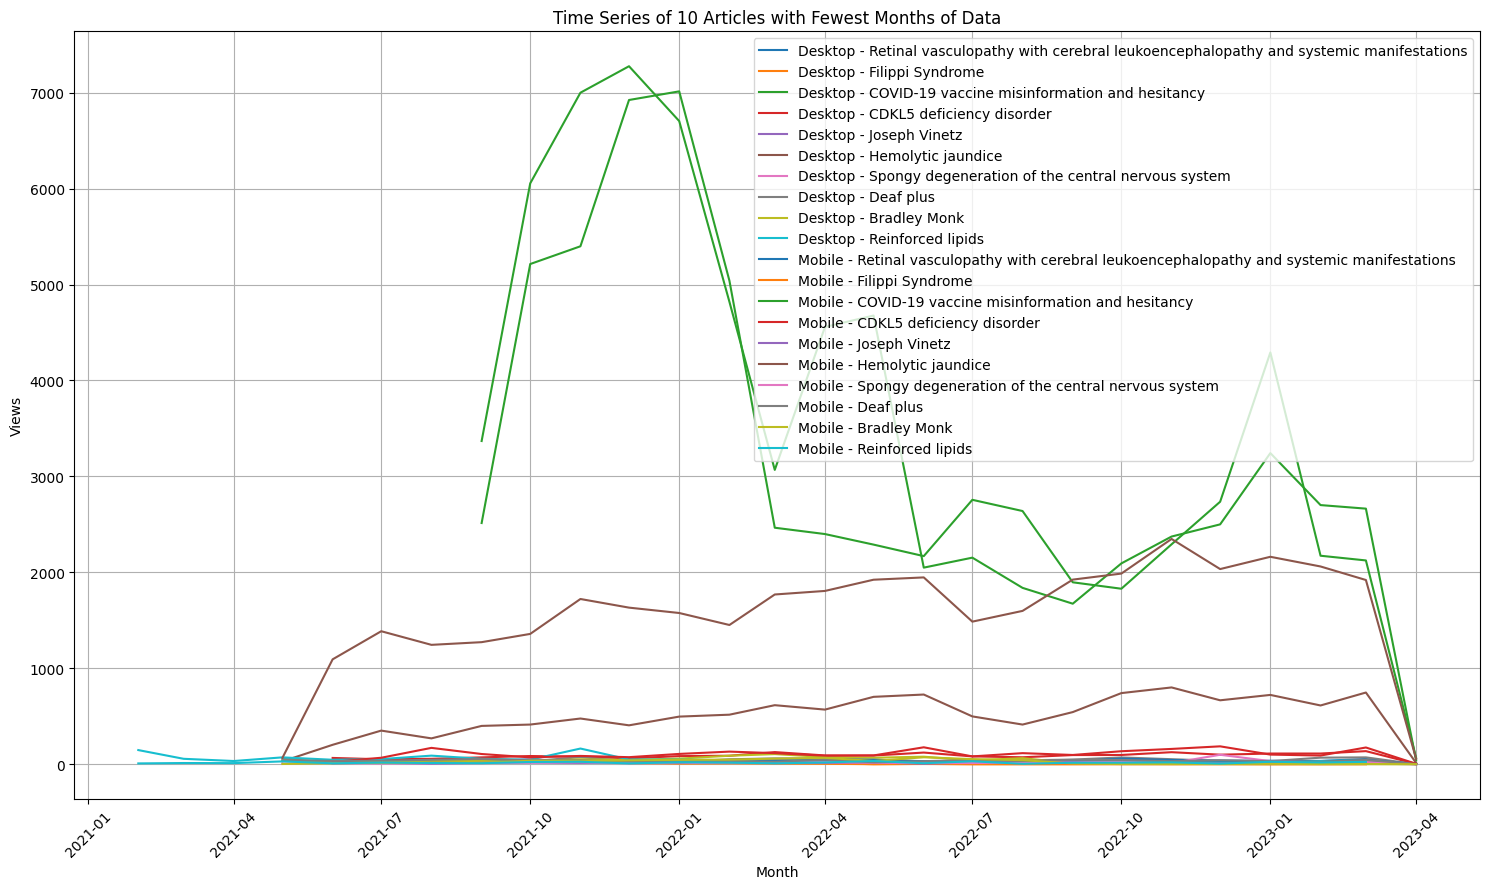 Time Series of 10 Articles with Fewest Months of Data
Desktop - Retinal vasculopathy with cerebral leukoencephalopathy and systemic manifestations
Desktop - Filippi Syndrome
Desktop - COVID-19 vaccine misinformation and hesitancy
Desktop - CDKL5 deficiency disorder
Desktop - Joseph Vinetz
Desktop - Hemolytic jaundice
Desktop - Spongy degeneration of the central nervous system
Desktop - Deaf plus
Desktop - Bradley Monk
Desktop - Reinforced lipids
Mobile - Retinal vasculopathy with cerebral leukoencephalopathy and systemic manifestations
Mobile - Filippi Syndrome
Mobile - COVID-19 vaccine misinformation and hesitancy
Mobile - CDKL5 deficiency disorder
Mobile - Joseph Vinetz
Mobile - Hemolytic jaundice
Mobile - Spongy degeneration of the central nervous system
Mobile - Deaf plus
Mobile - Bradley Monk
Mobile - Reinforced lipids
Views
7000
6000
5000
4000
3000
2000
1000
0
2021-01
2021-04
2021-07
2021-10
2022-01
2022-04
2022-07
2022-10
2023-01
2023-04
Month